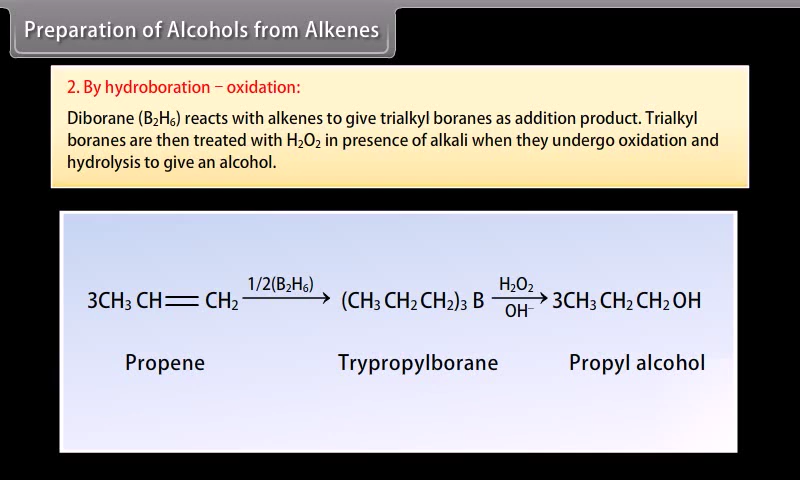 Preparation of Alcohols from Alkenes
2. By hydroboration – oxidation:
Diborane (B₂H₆) reacts with alkenes to give trialkyl boranes as addition product. Trialkyl
boranes are then treated with H₂O₂ in presence of alkali when they undergo oxidation and
hydrolysis to give an alcohol.
1/2(B₂H₆) H₂O₂
3CH₃ CH═CH₂ ⟶ (CH₃ CH₂ CH₂)₃ B ⟶ 3CH₃ CH₂ CH₂ OH
OH⁻
Propene Trypropylborane Propyl alcohol